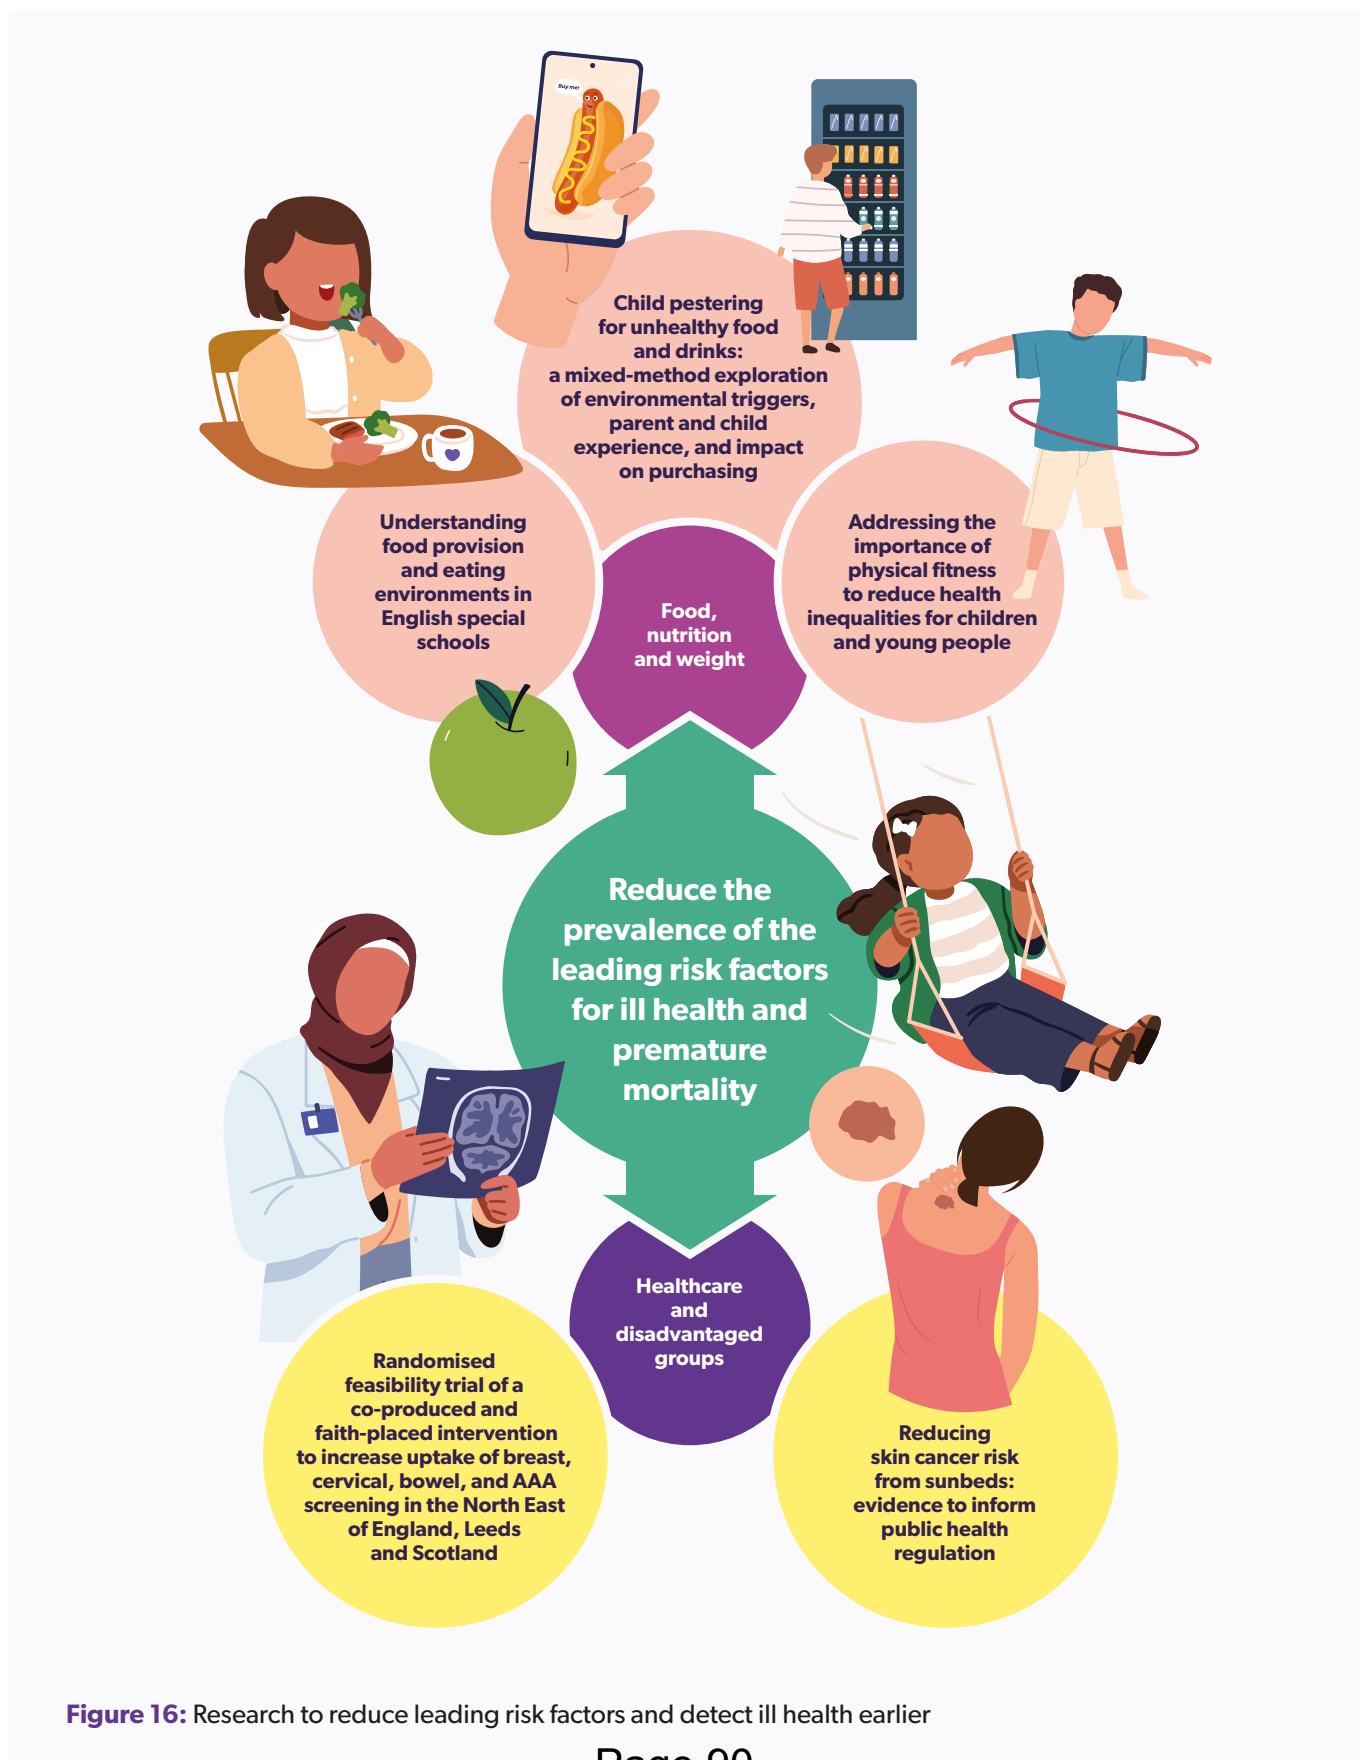 Buy me!
Child pestering
for unhealthy food
and drinks:
a mixed-method exploration
of environmental triggers,
parent and child
experience, and impact
on purchasing
Understanding
food provision
and eating
environments in
English special
schools
Addressing the
importance of
physical fitness
to reduce health
inequalities for children
and young people
Food,
nutrition
and weight
Reduce the
prevalence of the
leading risk factors
for ill health and
premature
mortality
Healthcare
and
disadvantaged
groups
Randomised
feasibility trial of a
co-produced and
faith-placed intervention
to increase uptake of breast,
cervical, bowel, and AAA
screening in the North East
of England, Leeds
and Scotland
Reducing
skin cancer risk
from sunbeds:
evidence to inform
public health
regulation
Figure 16: Research to reduce leading risk factors and detect ill health earlier
Page 90